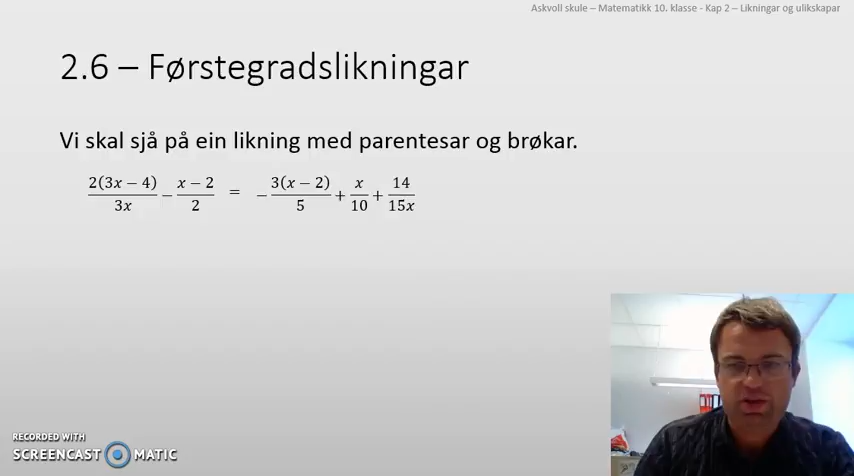 Askvoll skule – Matematikk 10. klasse - Kap 2 – Likningar og ulikskapar
2.6 – Førstegradslikningar
Vi skal sjå på ein likning med parentesar og brøkar.
2(3x − 4)/3x − x − 2/2 = − 3(x − 2)/5 + x/10 + 14/15x
RECORDED WITH
SCREENCAST MATIC